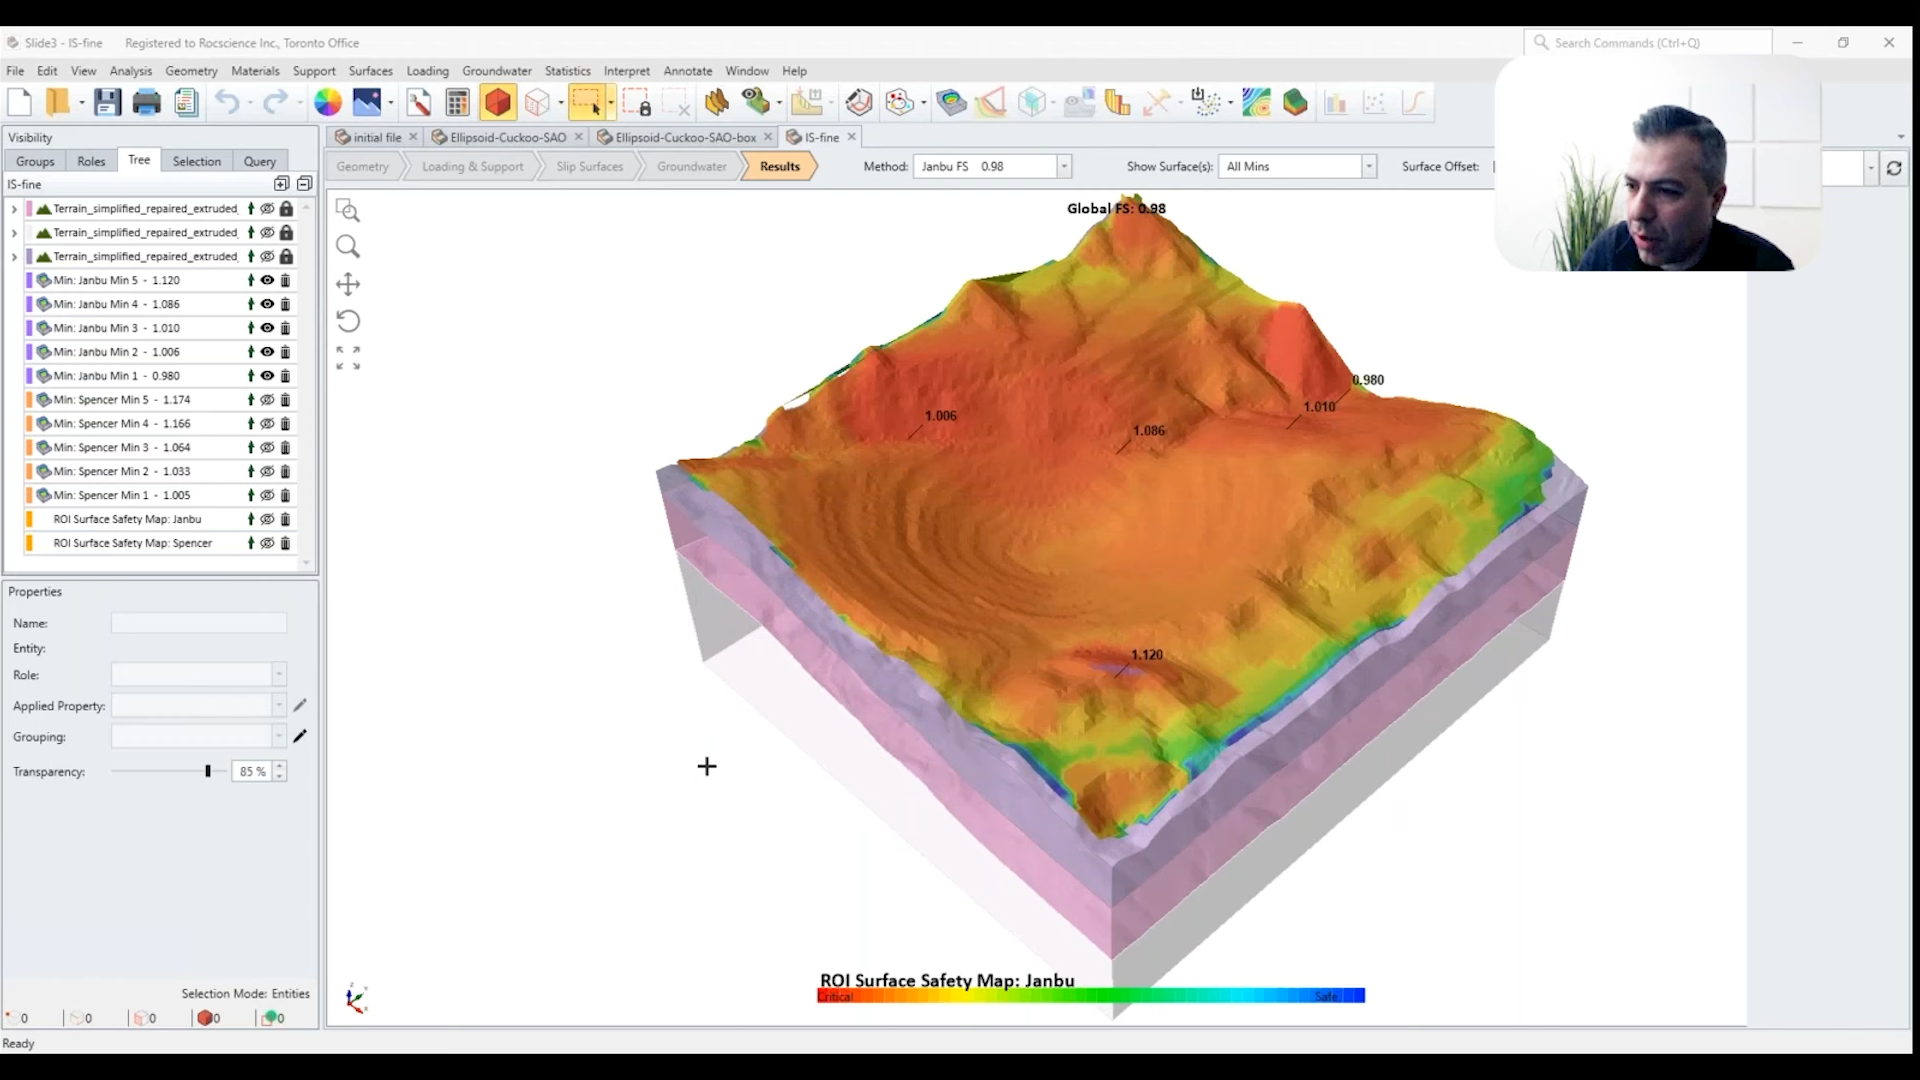 Slide3 - IS-fine Registered to Rocscience Inc., Toronto Office
Search Commands (Ctrl+Q)
File Edit View Analysis Geometry Materials Support Surfaces Loading Groundwater Statistics Interpret Annotate Window Help
Visibility
initial file Ellipsoid-Cuckoo-SAO Ellipsoid-Cuckoo-SAO-box IS-fine
Groups Roles Tree Selection Query
Geometry Loading & Support Slip Surfaces Groundwater Results Method: Janbu FS 0.98 Show Surface(s): All Mins Surface Offset:
IS-fine
Terrain_simplified_repaired_extruded
Terrain_simplified_repaired_extruded
Terrain_simplified_repaired_extruded
Min: Janbu Min 5 - 1.120
Min: Janbu Min 4 - 1.086
Min: Janbu Min 3 - 1.010
Min: Janbu Min 2 - 1.006
Min: Janbu Min 1 - 0.980
Min: Spencer Min 5 - 1.174
Min: Spencer Min 4 - 1.166
Min: Spencer Min 3 - 1.064
Min: Spencer Min 2 - 1.033
Min: Spencer Min 1 - 1.005
ROI Surface Safety Map: Janbu
ROI Surface Safety Map: Spencer
Properties
Name:
Entity:
Role:
Applied Property:
Grouping:
Transparency: 85 %
Selection Mode: Entities
0 0 0 0 0
Ready
Global FS: 0.98
0.980
1.010
1.006
1.086
1.120
ROI Surface Safety Map: Janbu
Critical Safe